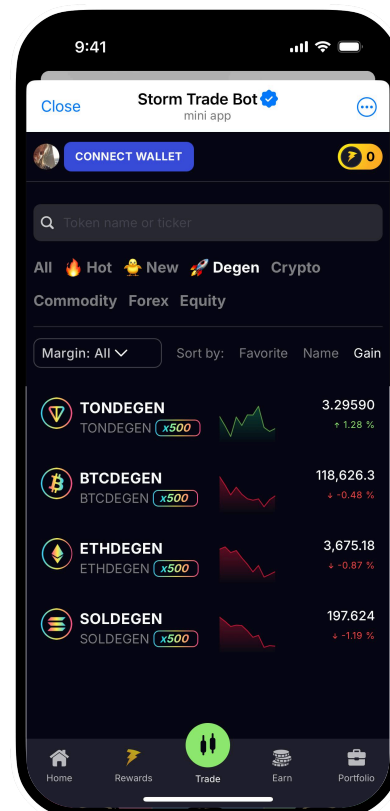 9:41
Close
Storm Trade Bot
mini app
CONNECT WALLET
0
Token name or ticker
All 🔥 Hot 🐥 New 🚀 Degen Crypto
Commodity Forex Equity
Margin: All
Sort by: Favorite Name Gain
TONDEGEN
TONDEGEN x500
3.29590
↑ 1.28 %
BTCDEGEN
BTCDEGEN x500
118,626.3
↓ -0.48 %
ETHDEGEN
ETHDEGEN x500
3,675.18
↓ -0.87 %
SOLDEGEN
SOLDEGEN x500
197.624
↓ -1.19 %
Home Rewards Trade Earn Portfolio